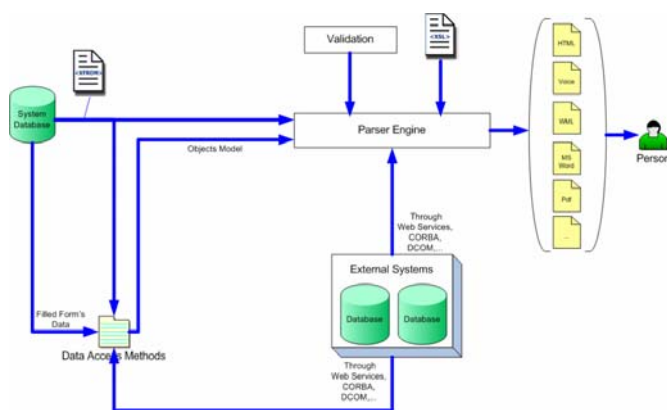 Validation
<XSL>
<XFROM>
System
Database
Parser Engine
Objects Model
HTML
Voice
WML
MS
Word
Pdf
...
Person
Through
Web Services,
CORBA,
DCOM,...
External Systems
Database
Database
Filled Form's
Data
Data Access Methods
Through
Web Services,
CORBA,
DCOM,...